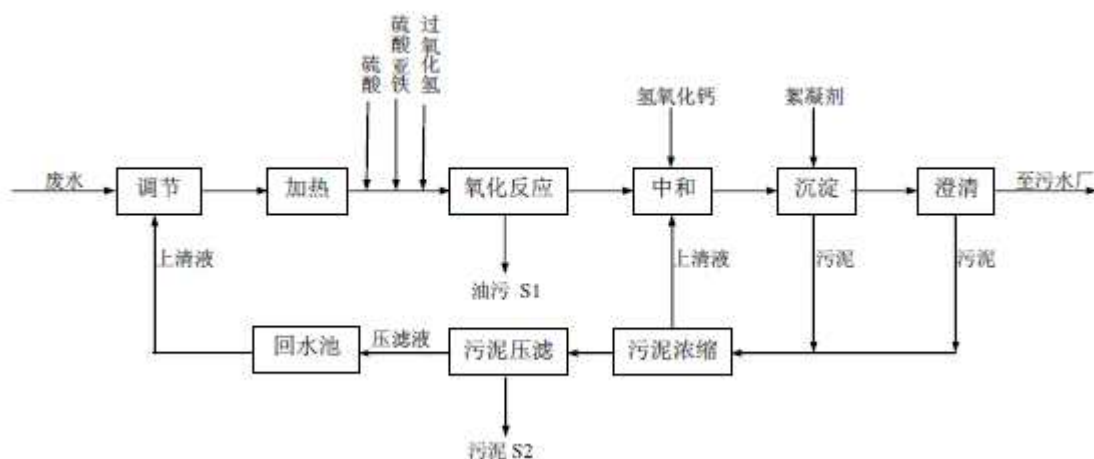 硫酸
硫酸亚铁
过氧化氢
氢氧化钙
絮凝剂
废水
调节
加热
氧化反应
中和
沉淀
澄清
至污水厂
上清液
油污 S1
上清液
污泥
污泥
回水池
压滤液
污泥压滤
污泥浓缩
污泥 S2